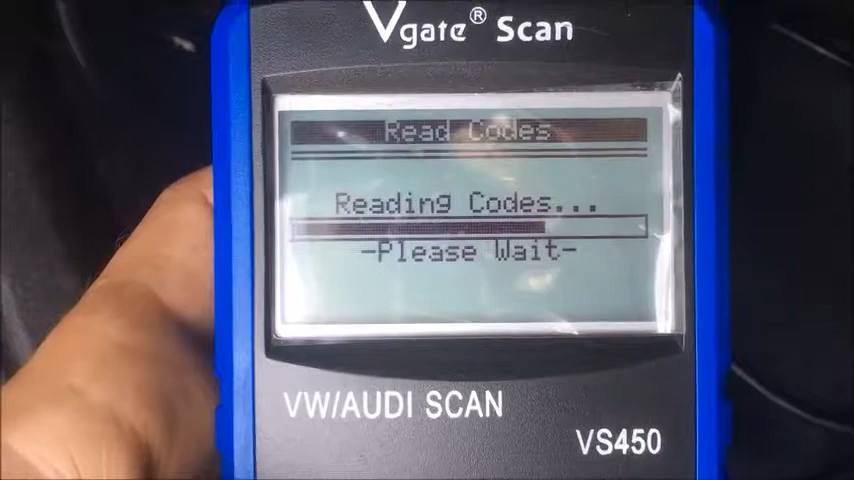 Vgate® Scan
Read Codes
Reading Codes...
-Please Wait-
VW/AUDI SCAN
VS450